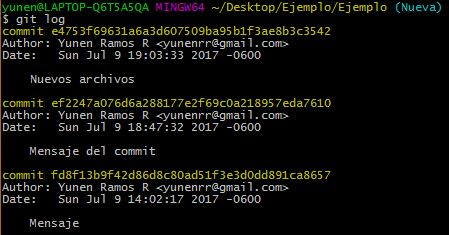 yunen@LAPTOP-Q6T5A5QA MINGW64 ~/Desktop/Ejemplo/Ejemplo (Nueva)
$ git log
commit e4753f69631a6a3d607509ba95b1f3ae8b3c3542
Author: Yunen Ramos R <yunenrr@gmail.com>
Date:   Sun Jul 9 19:03:33 2017 -0600
Nuevos archivos
commit ef2247a076d6a288177e2f69c0a218957eda7610
Author: Yunen Ramos R <yunenrr@gmail.com>
Date:   Sun Jul 9 18:47:32 2017 -0600
Mensaje del commit
commit fd8f13b9f42d86d8c80ad51f3e3d0dd891ca8657
Author: Yunen Ramos R <yunenrr@gmail.com>
Date:   Sun Jul 9 14:02:17 2017 -0600
Mensaje